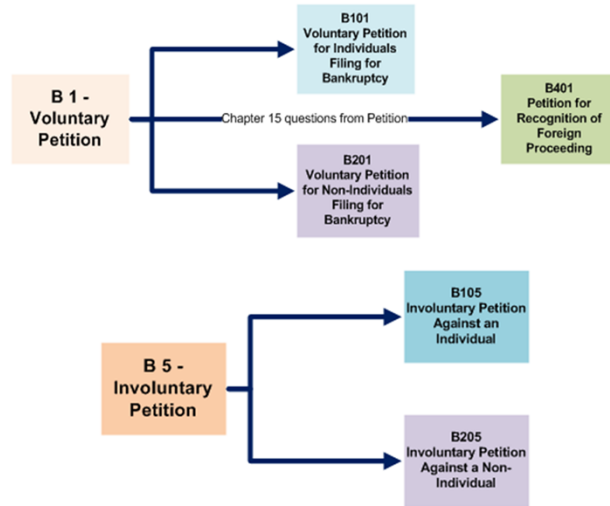 B101
Voluntary Petition
for Individuals
Filing for
Bankruptcy
B 1 -
Voluntary
Petition
Chapter 15 questions from Petition
B401
Petition for
Recognition of
Foreign
Proceeding
B201
Voluntary Petition
for Non-Individuals
Filing for
Bankruptcy
B105
Involuntary Petition
Against an
Individual
B 5 -
Involuntary
Petition
B205
Involuntary Petition
Against a Non-
Individual